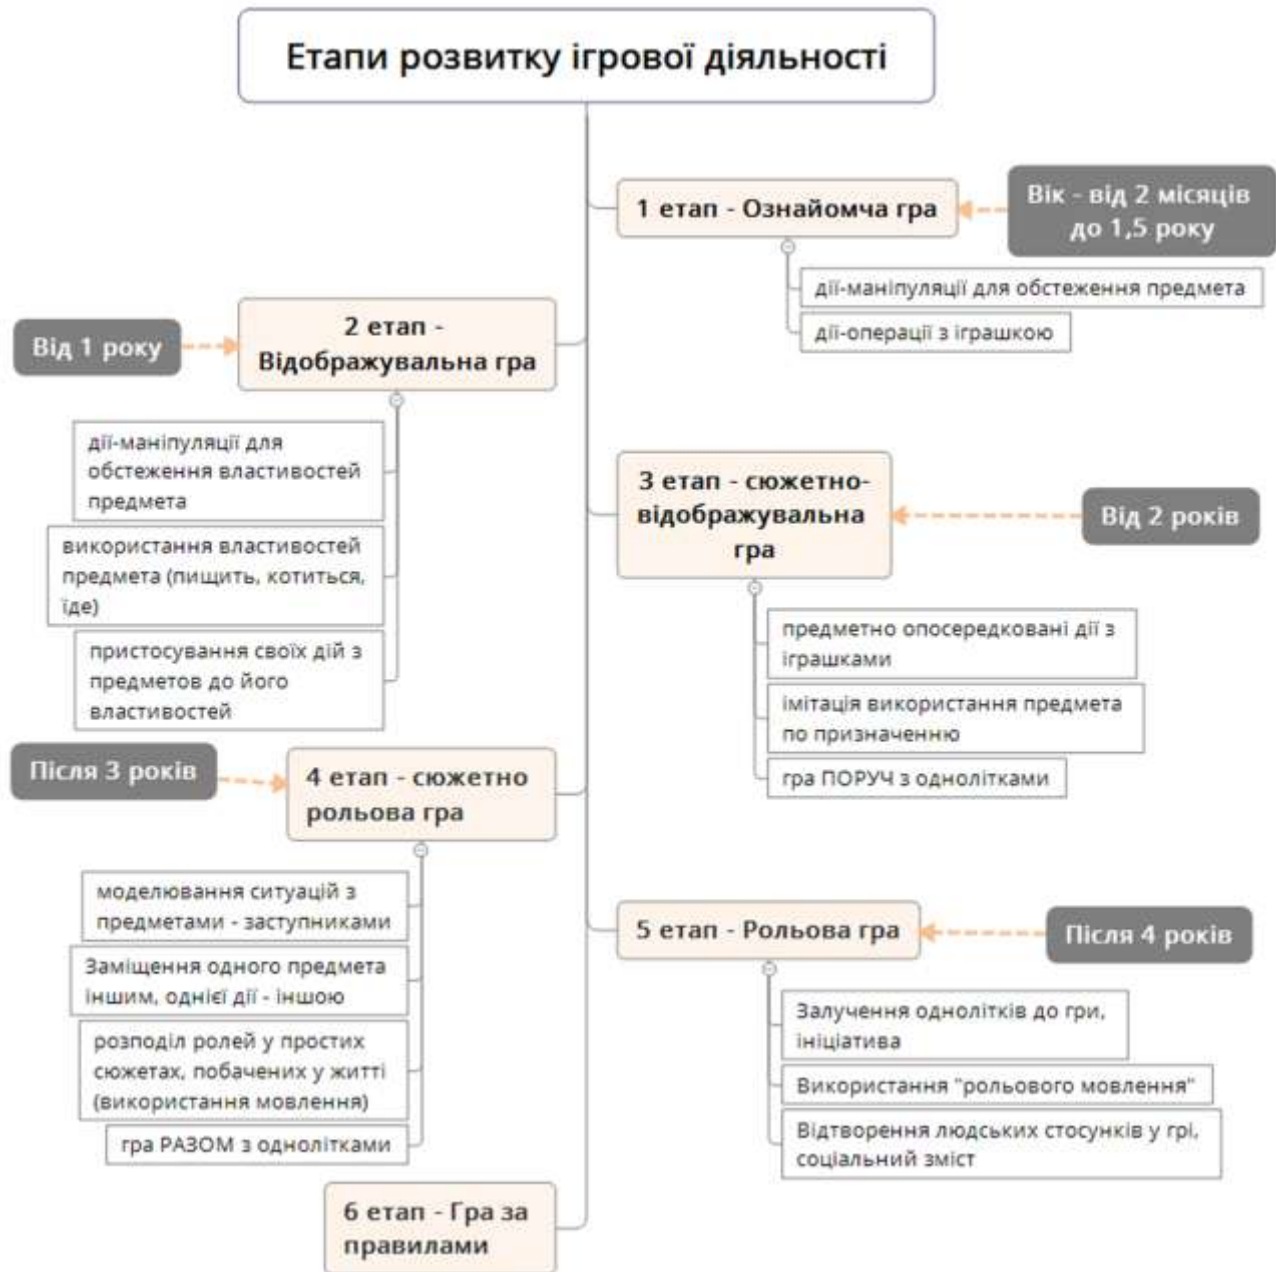 Етапи розвитку ігрової діяльності
1 етап - Ознайомча гра
Вік - від 2 місяців
до 1,5 року
дії-маніпуляції для обстеження предмета
дії-операції з іграшкою
Від 1 року
2 етап -
Відображувальна гра
дії-маніпуляції для
обстеження властивостей
предмета
використання властивостей
предмета (пищить, котиться,
їде)
пристосування своїх дій з
предметов до його
властивостей
3 етап - сюжетно-
відображувальна
гра
Від 2 років
предметно опосередковані дії з
іграшками
імітація використання предмета
по призначенню
гра ПОРУЧ з однолітками
Після 3 років
4 етап - сюжетно
рольова гра
моделювання ситуацій з
предметами - заступниками
Заміщення одного предмета
іншим, однієї дії - іншою
розподіл ролей у простих
сюжетах, побачених у житті
(використання мовлення)
гра РАЗОМ з однолітками
5 етап - Рольова гра
Після 4 років
Залучення однолітків до гри,
ініціатива
Використання "рольового мовлення"
Відтворення людських стосунків у грі,
соціальний зміст
6 етап - Гра за
правилами